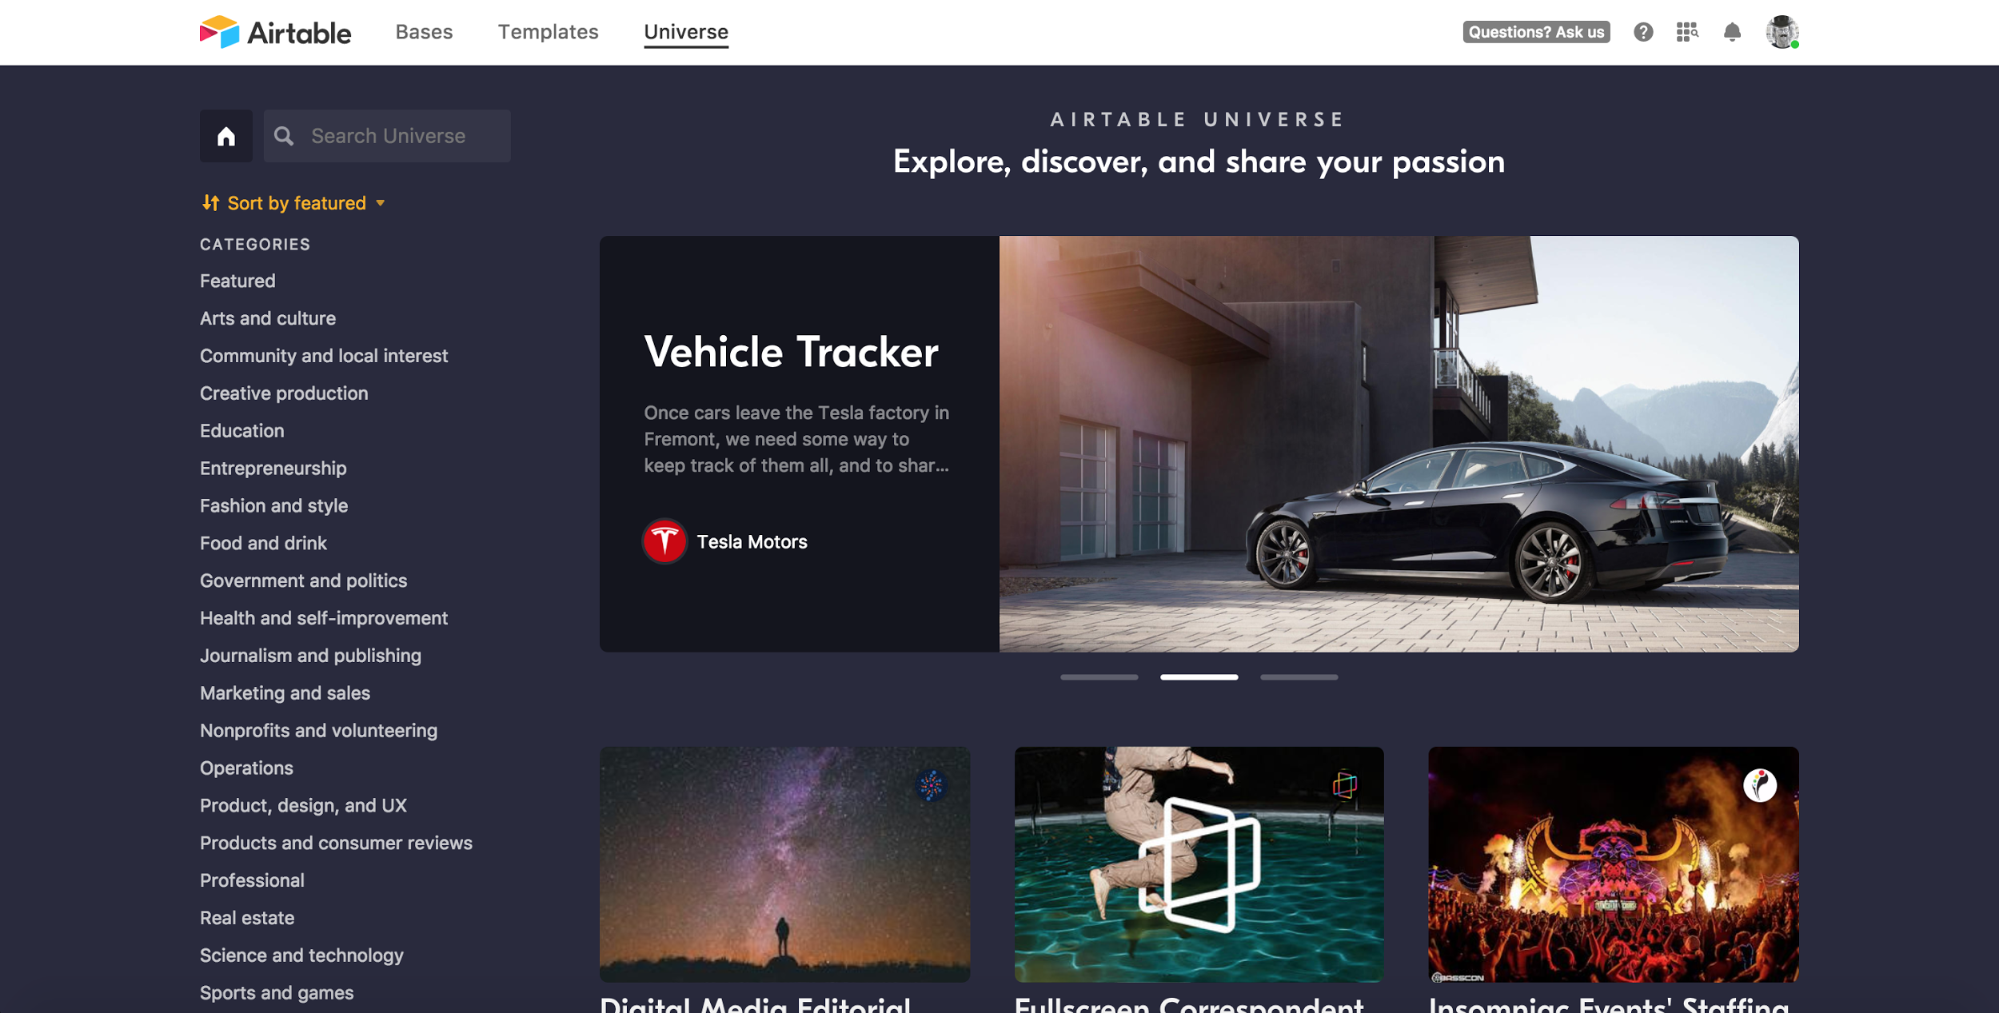 Airtable
Bases
Templates
Universe
Questions? Ask us
Search Universe
Sort by featured
CATEGORIES
Featured
Arts and culture
Community and local interest
Creative production
Education
Entrepreneurship
Fashion and style
Food and drink
Government and politics
Health and self-improvement
Journalism and publishing
Marketing and sales
Nonprofits and volunteering
Operations
Product, design, and UX
Products and consumer reviews
Professional
Real estate
Science and technology
Sports and games
AIRTABLE UNIVERSE
Explore, discover, and share your passion
Vehicle Tracker
Once cars leave the Tesla factory in
Fremont, we need some way to
keep track of them all, and to shar...
Tesla Motors
BASSCON
Digital Media Editorial
Fullscreen Correspondent
Insomniac Events' Staffing